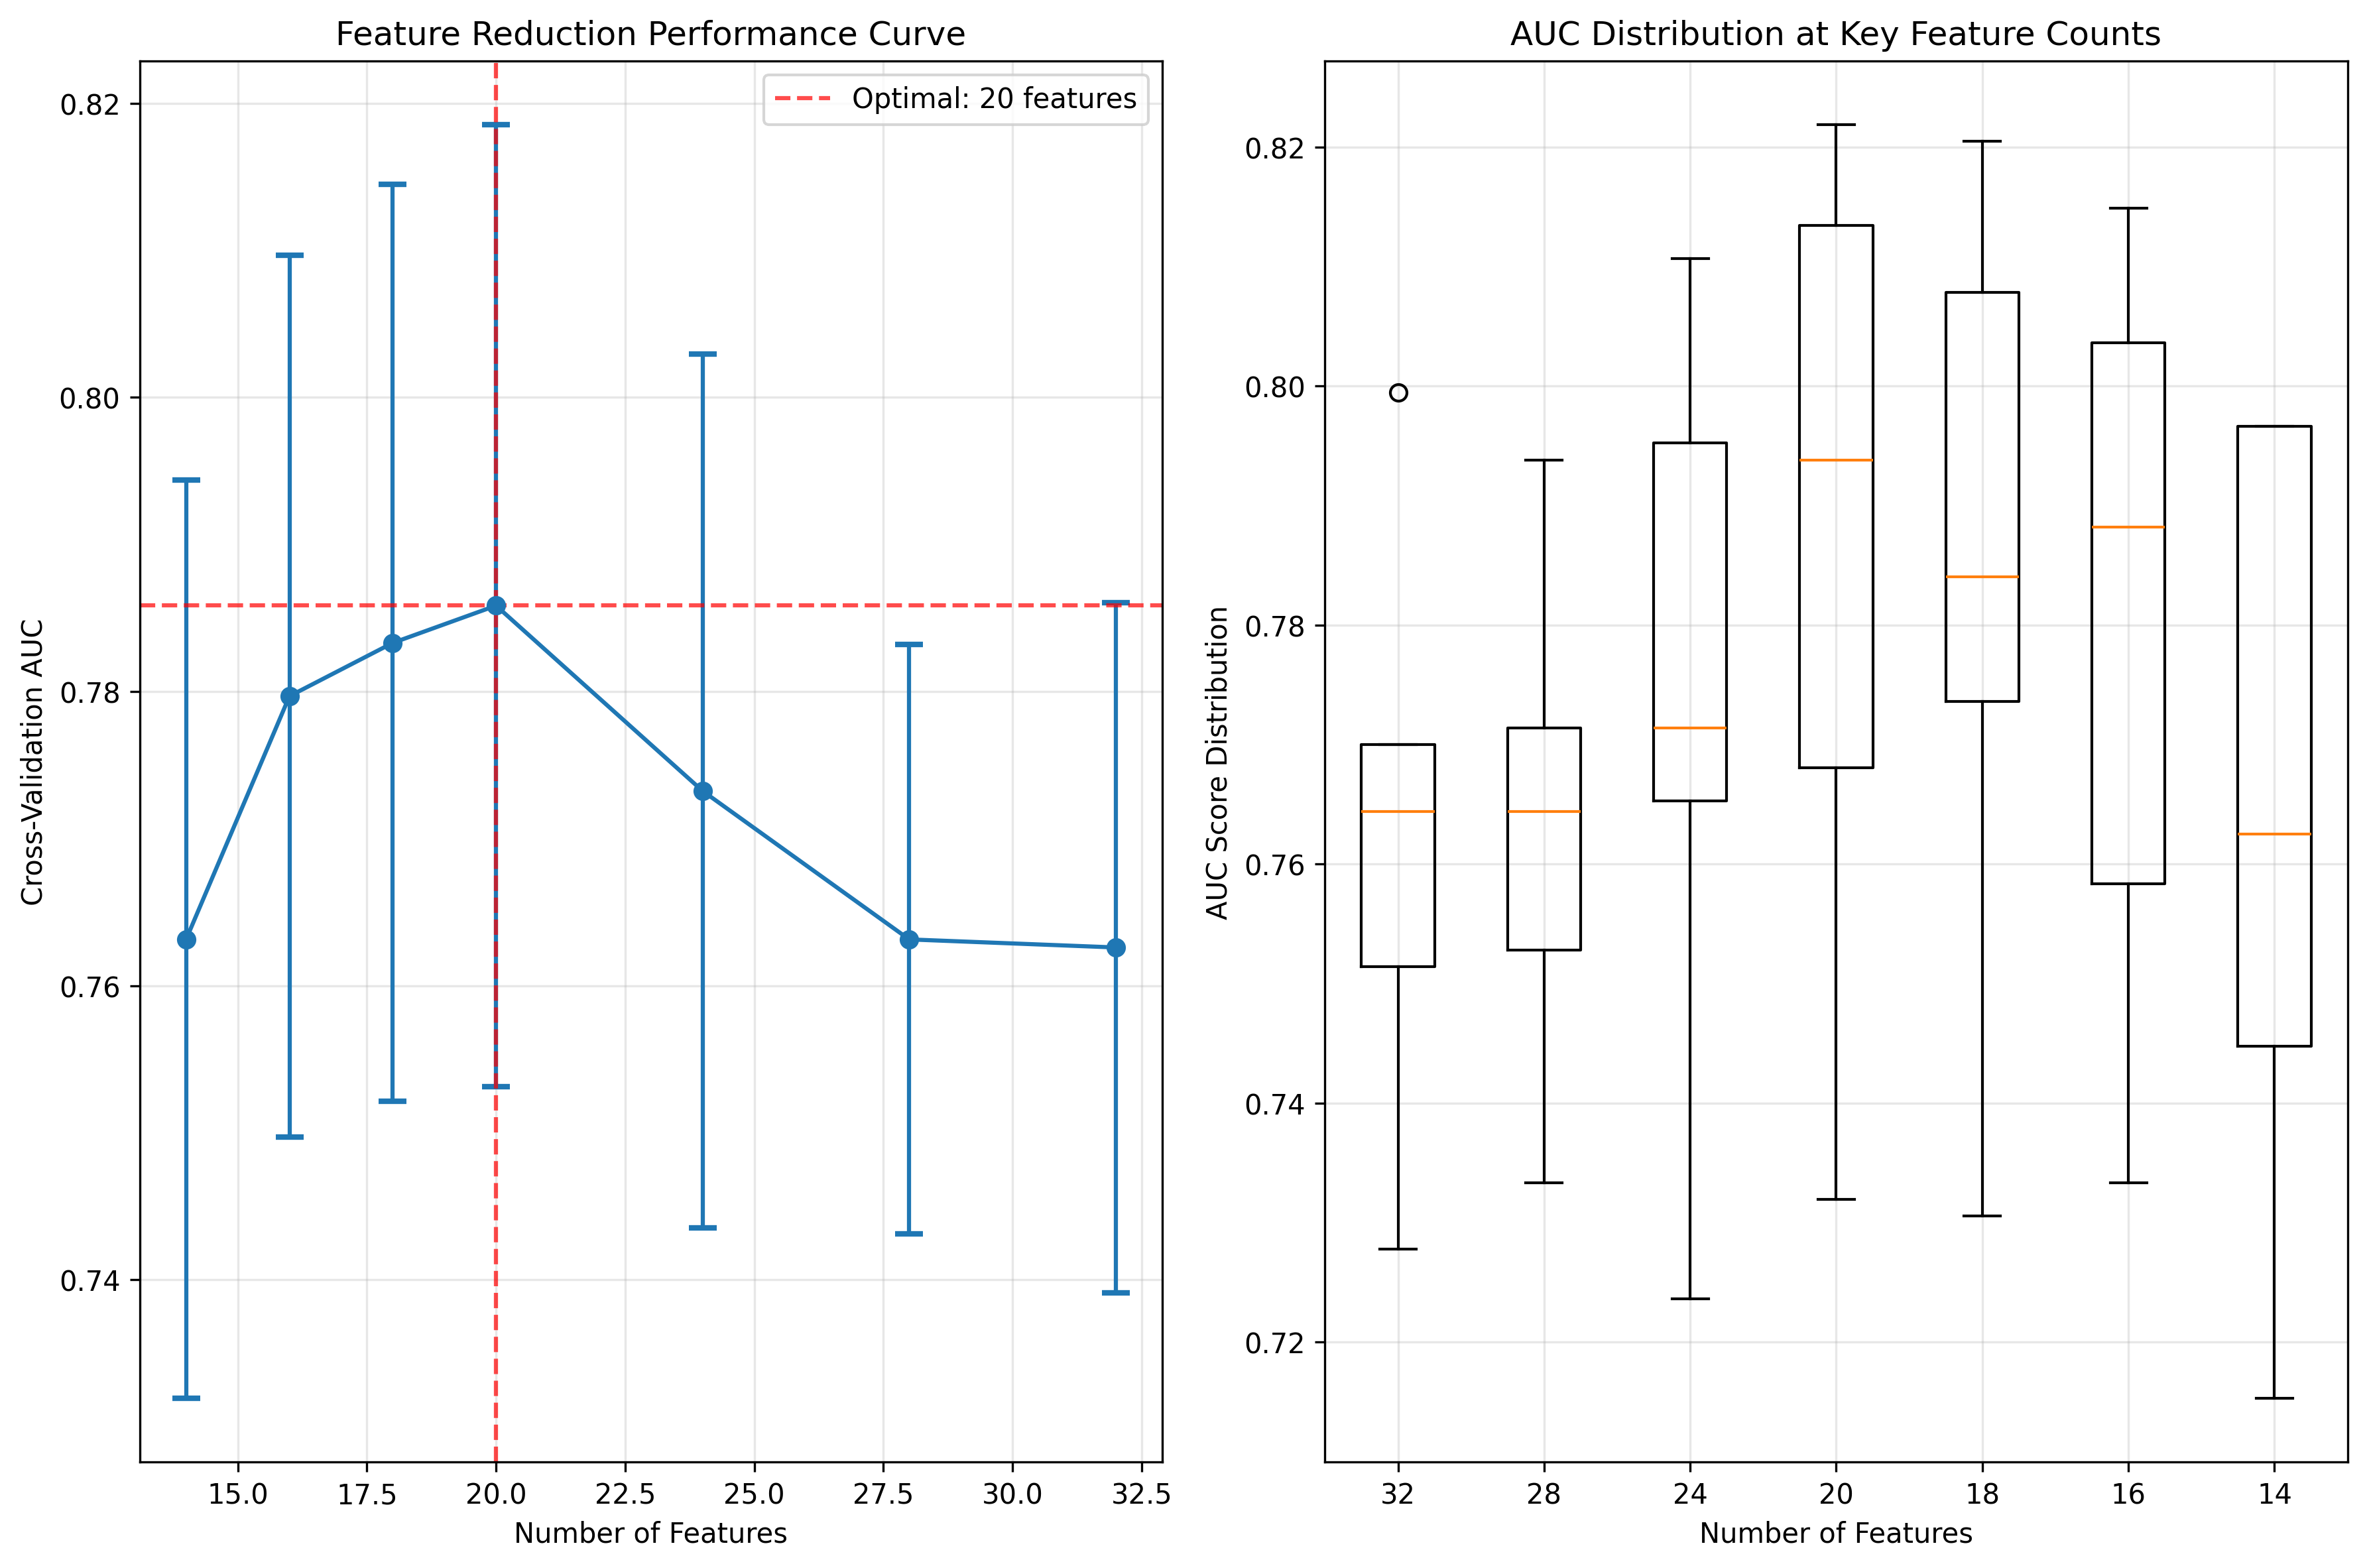 Feature Reduction Performance Curve
Optimal: 20 features
Cross-Validation AUC
0.82
0.80
0.78
0.76
0.74
15.0 17.5 20.0 22.5 25.0 27.5 30.0 32.5
Number of Features
AUC Distribution at Key Feature Counts
AUC Score Distribution
0.82
0.80
0.78
0.76
0.74
0.72
32 28 24 20 18 16 14
Number of Features